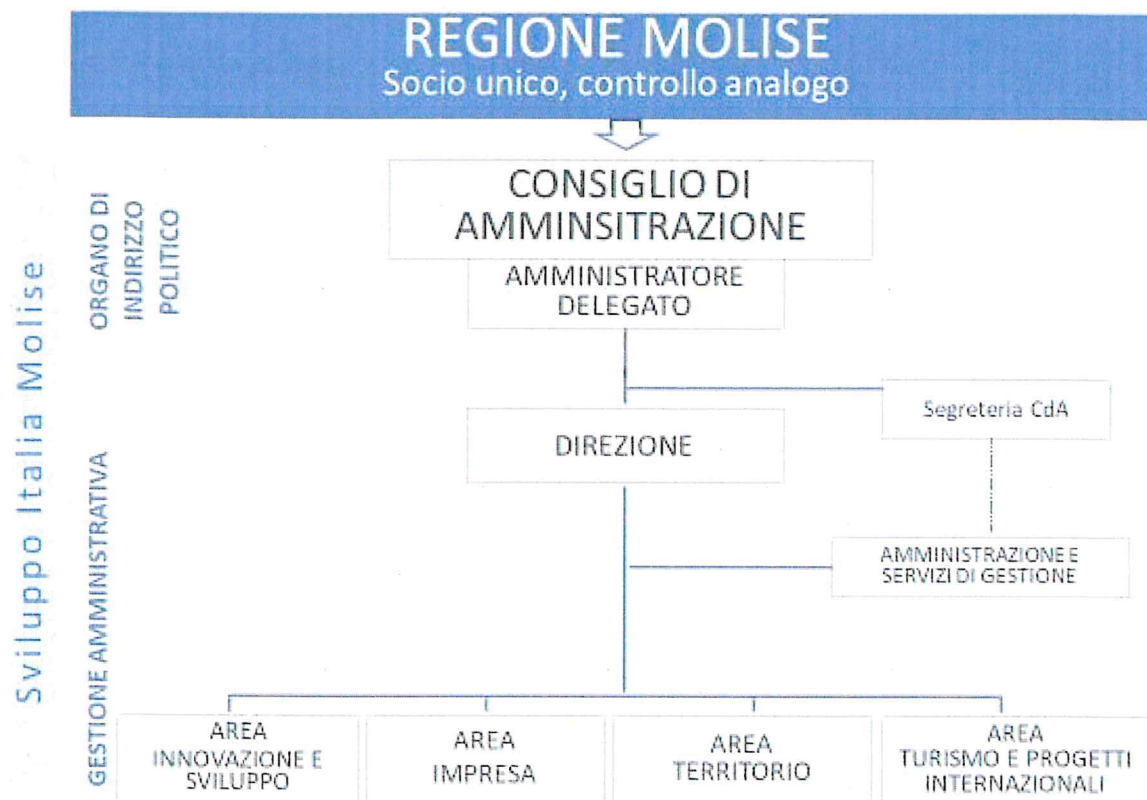 REGIONE MOLISE
Socio unico, controllo analogo
Sviluppo Italia Molise
ORGANO DI
INDIRIZZO
POLITICO
CONSIGLIO DI
AMMINSITRAZIONE
AMMINISTRATORE
DELEGATO
Segreteria CdA
DIREZIONE
GESTIONE AMMINISTRATIVA
AMMINISTRAZIONE E
SERVIZI DI GESTIONE
AREA
INNOVAZIONE E
SVILUPPO
AREA
IMPRESA
AREA
TERRITORIO
AREA
TURISMO E PROGETTI
INTERNAZIONALI